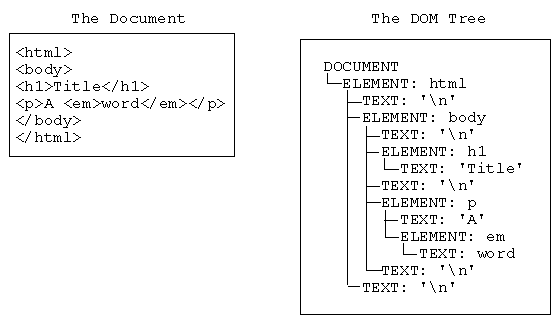 The Document
<html>
<body>
<h1>Title</h1>
<p>A <em>word</em></p>
</body>
</html>
The DOM Tree
DOCUMENT
ELEMENT: html
TEXT: '\n'
ELEMENT: body
TEXT: '\n'
ELEMENT: h1
TEXT: 'Title'
TEXT: '\n'
ELEMENT: p
TEXT: 'A'
ELEMENT: em
TEXT: word
TEXT: '\n'
TEXT: '\n'